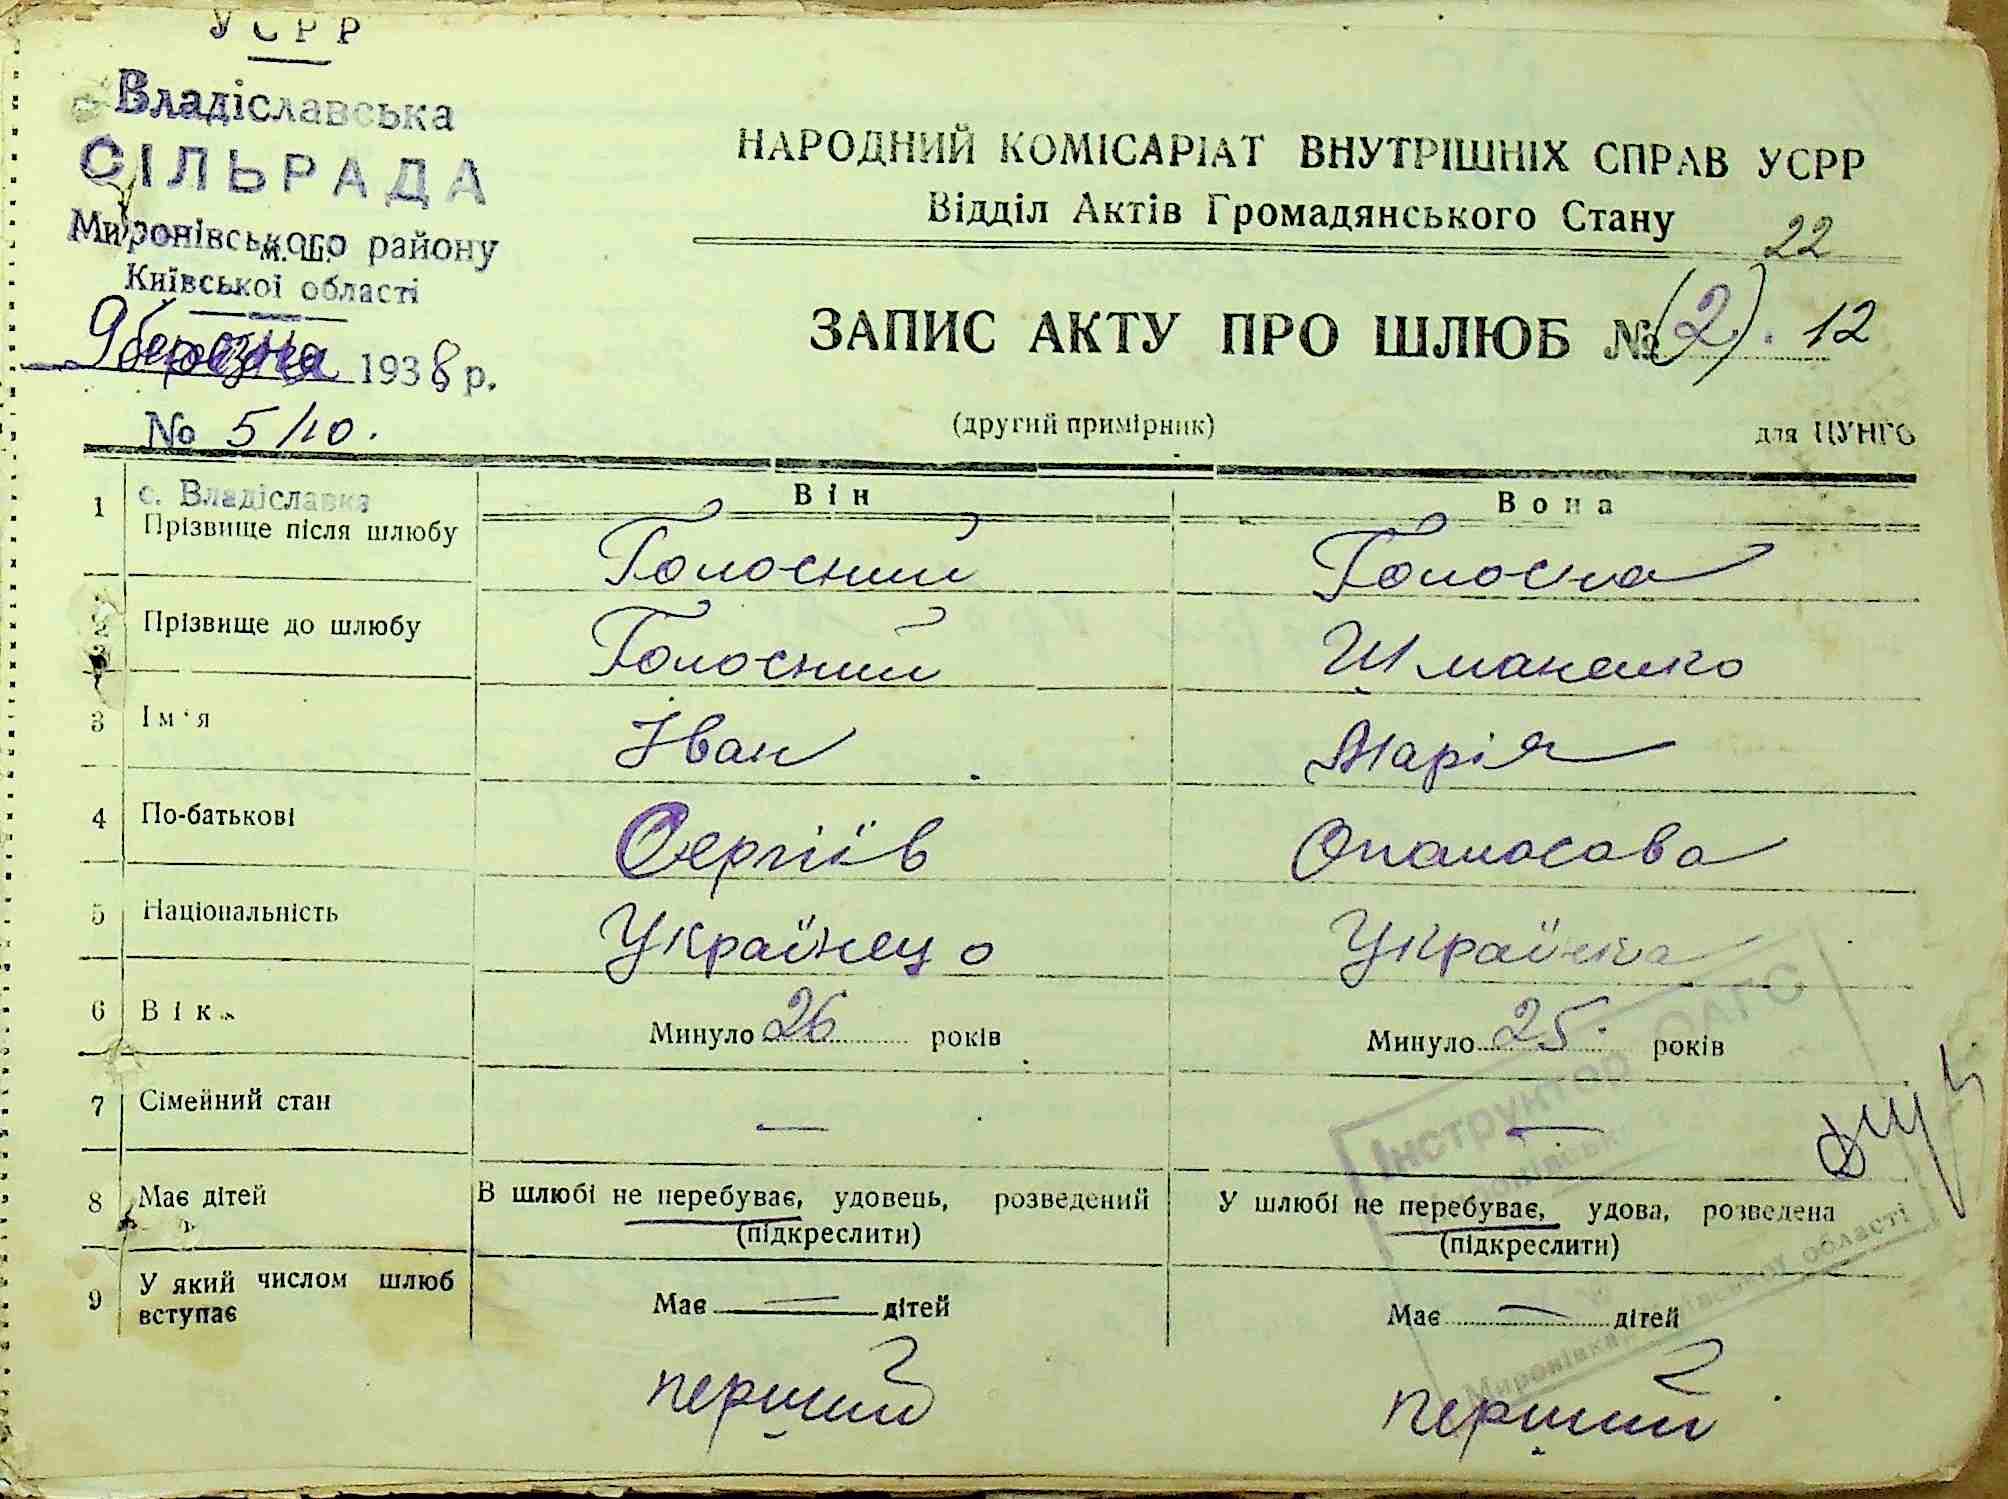 УСРР
Владіславська
СІЛЬРАДА
Миронівського району
м. Ш.
Київської області
9 березня 1938 р.
№ 5/10.
НАРОДНИЙ КОМІСАРІАТ ВНУТРІШНІХ СПРАВ УСРР
Відділ Актів Громадянського Стану
22
ЗАПИС АКТУ ПРО ШЛЮБ № (2). 12
(другий примірник)
для ЦУНГО
с. Владіславка
Він
Вона
1 Прізвище після шлюбу
Голосний
Голосна
2 Прізвище до шлюбу
Голосний
Шманенко
3 Ім'я
Іван
Марія
4 По-батькові
Сергіїв
Опанасова
5 Національність
Українець
Українка
6 Вік
Минуло 26 років
Минуло 25. років
7 Сімейний стан
—
—
8 Має дітей
В шлюбі не перебуває, удовець, розведений
(підкреслити)
У шлюбі не перебуває, удова, розведена
(підкреслити)
9 У який числом шлюб
вступає
Має — дітей
Має — дітей
перший
перший
Інструктор ОАГС
Миронівка, Київської області